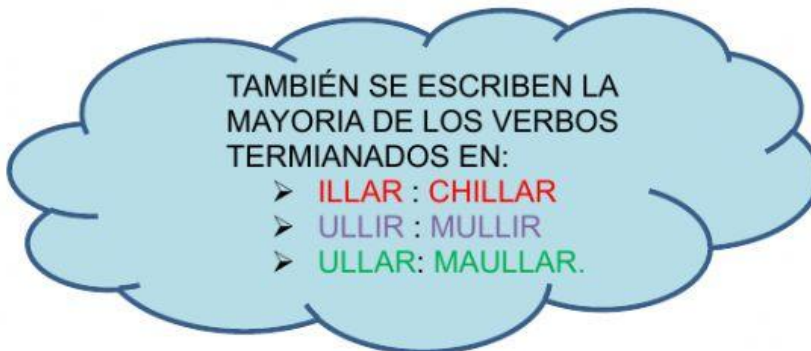 TAMBIÉN SE ESCRIBEN LA
MAYORIA DE LOS VERBOS
TERMIANADOS EN:
➢ ILLAR : CHILLAR
➢ ULLIR : MULLIR
➢ ULLAR: MAULLAR.